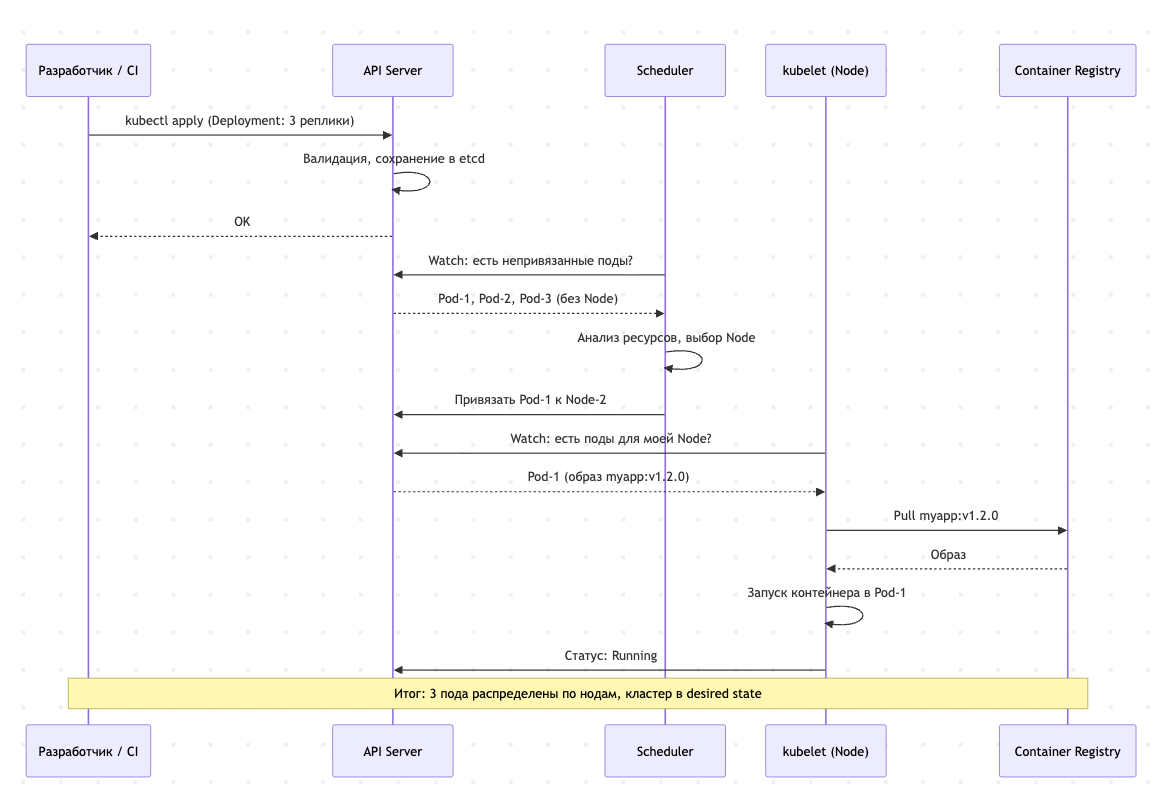 Разработчик / CI
API Server
Scheduler
kubelet (Node)
Container Registry
kubectl apply (Deployment: 3 реплики)
Валидация, сохранение в etcd
OK
Watch: есть непривязанные поды?
Pod-1, Pod-2, Pod-3 (без Node)
Анализ ресурсов, выбор Node
Привязать Pod-1 к Node-2
Watch: есть поды для моей Node?
Pod-1 (образ myapp:v1.2.0)
Pull myapp:v1.2.0
Образ
Запуск контейнера в Pod-1
Статус: Running
Итог: 3 пода распределены по нодам, кластер в desired state
Разработчик / CI
API Server
Scheduler
kubelet (Node)
Container Registry